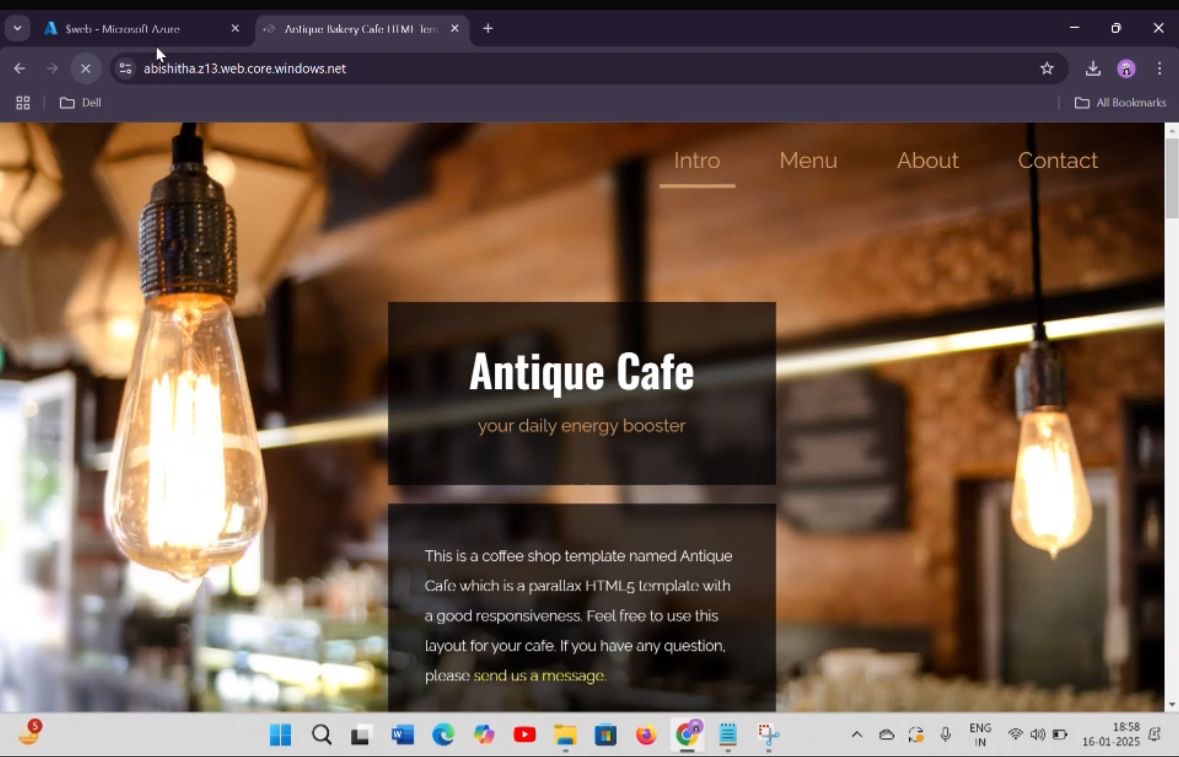 $web - Microsoft Azure
Antique Bakery Cafe HTML Tem
abishitha.z13.web.core.windows.net
Dell
All Bookmarks
Intro
Menu
About
Contact
Antique Cafe
your daily energy booster
This is a coffee shop template named Antique
Cafe which is a parallax HTML5 template with
a good responsiveness. Feel free to use this
layout for your cafe. If you have any question,
please send us a message.
5
W
ENG
IN
18:58
16-01-2025